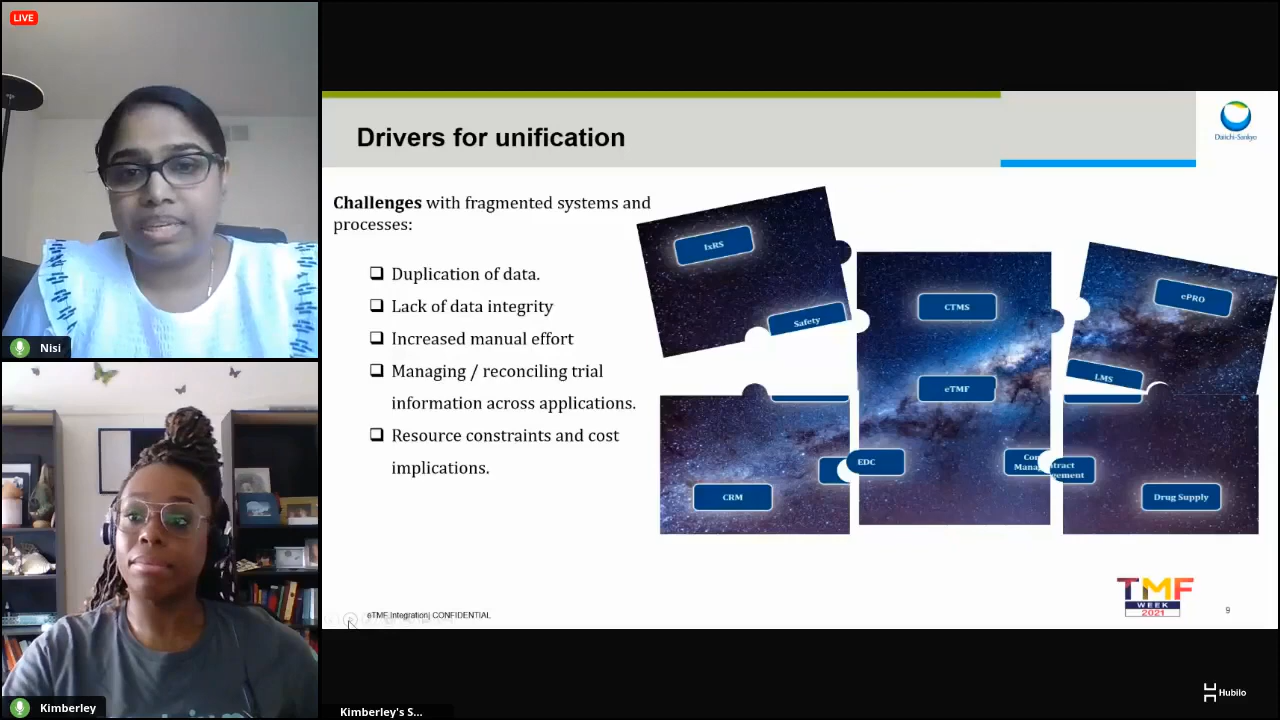 LIVE
Nisi
Kimberley
Drivers for unification
Daiichi-Sankyo
Challenges with fragmented systems and
processes:
Duplication of data.
Lack of data integrity
Increased manual effort
Managing / reconciling trial
information across applications.
Resource constraints and cost
implications.
IxRS
Safety
CTMS
eTMF
ePRO
LMS
EDC
CRM
Drug Supply
eTMF Integration| CONFIDENTIAL
TMF
WEEK
2021
9
Kimberley's S...
Hubilo